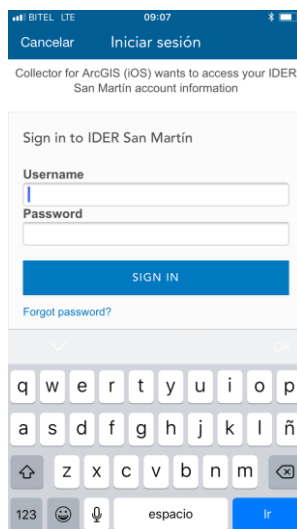 BITEL LTE 09:07
Cancelar Iniciar sesión
Collector for ArcGIS (iOS) wants to access your IDER
San Martín account information
Sign in to IDER San Martín
Username
Password
SIGN IN
Forgot password?
OK
q w e r t y u i o p
a s d f g h j k l ñ
z x c v b n m
123 espacio Ir